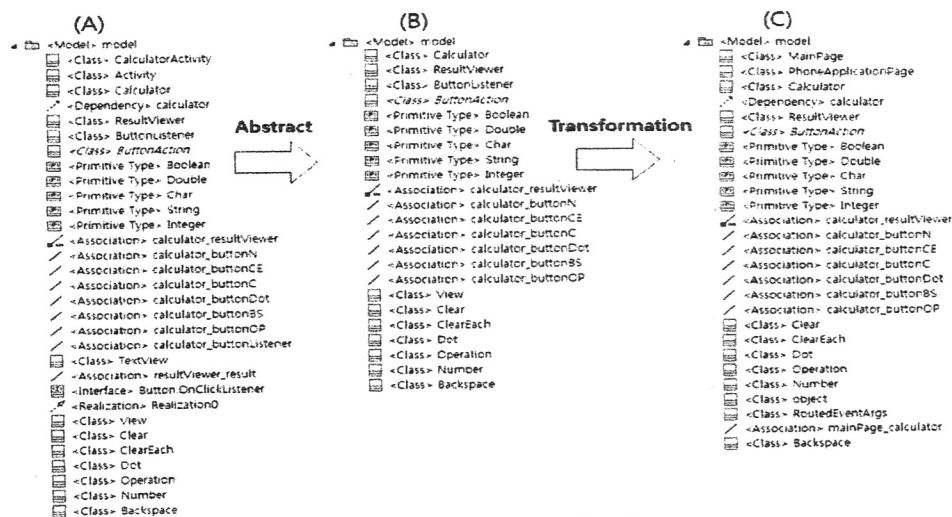 (A)
<Model> model
<Class> CalculatorActivity
<Class> Activity
<Class> Calculator
<Dependency> calculator
<Class> ResultViewer
<Class> ButtonListener
<Class> ButtonAction
<Primitive Type> Boolean
<Primitive Type> Double
<Primitive Type> Char
<Primitive Type> String
<Primitive Type> Integer
<Association> calculator_resultViewer
<Association> calculator_buttonN
<Association> calculator_buttonCE
<Association> calculator_buttonC
<Association> calculator_buttonDot
<Association> calculator_buttonBS
<Association> calculator_buttonOP
<Association> calculator_buttonListener
<Class> TextView
<Association> resultViewer_result
<Interface> Button.OnClickListener
<Realization> Realization0
<Class> View
<Class> Clear
<Class> ClearEach
<Class> Dot
<Class> Operation
<Class> Number
<Class> Backspace
Abstract
(B)
<Model> model
<Class> Calculator
<Class> ResultViewer
<Class> ButtonListener
<Class> ButtonAction
<Primitive Type> Boolean
<Primitive Type> Double
<Primitive Type> Char
<Primitive Type> String
<Primitive Type> Integer
<Association> calculator_resultViewer
<Association> calculator_buttonN
<Association> calculator_buttonCE
<Association> calculator_buttonC
<Association> calculator_buttonDot
<Association> calculator_buttonBS
<Association> calculator_buttonOP
<Class> View
<Class> Clear
<Class> ClearEach
<Class> Dot
<Class> Operation
<Class> Number
<Class> Backspace
Transformation
(C)
<Model> model
<Class> MainPage
<Class> PhoneApplicationPage
<Class> Calculator
<Dependency> calculator
<Class> ResultViewer
<Class> ButtonAction
<Primitive Type> Boolean
<Primitive Type> Double
<Primitive Type> Char
<Primitive Type> String
<Primitive Type> Integer
<Association> calculator_resultViewer
<Association> calculator_buttonN
<Association> calculator_buttonCE
<Association> calculator_buttonC
<Association> calculator_buttonDot
<Association> calculator_buttonBS
<Association> calculator_buttonOP
<Class> Clear
<Class> ClearEach
<Class> Dot
<Class> Operation
<Class> Number
<Class> object
<Class> RoutedEventArgs
<Association> mainPage_calculator
<Class> Backspace